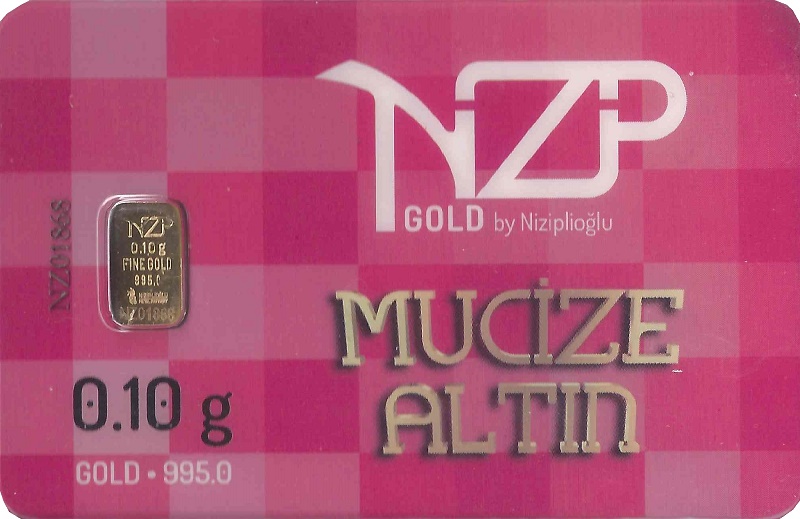 NZP
GOLD by Niziplioğlu
NZ01868
NZP
0.10g
FINE GOLD
995.0
NZ01868
MUCİZE
ALTIN
0.10 g
GOLD • 995.0